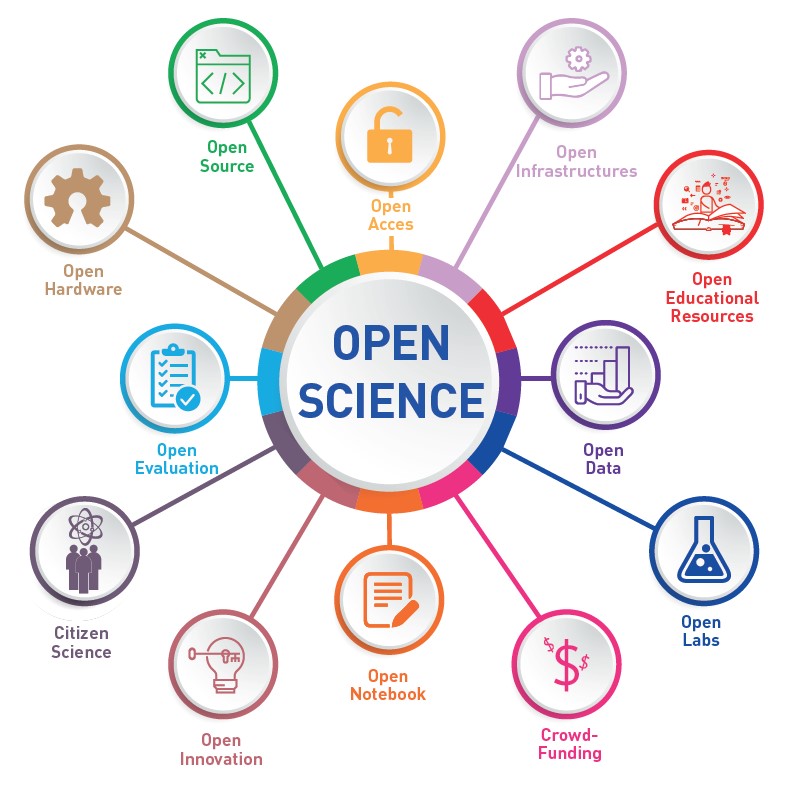 Open
Source
Open
Acces
Open
Infrastructures
Open
Hardware
Open
Educational
Resources
OPEN
SCIENCE
Open
Evaluation
Open
Data
Citizen
Science
Open
Labs
Open
Innovation
Open
Notebook
Crowd-
Funding